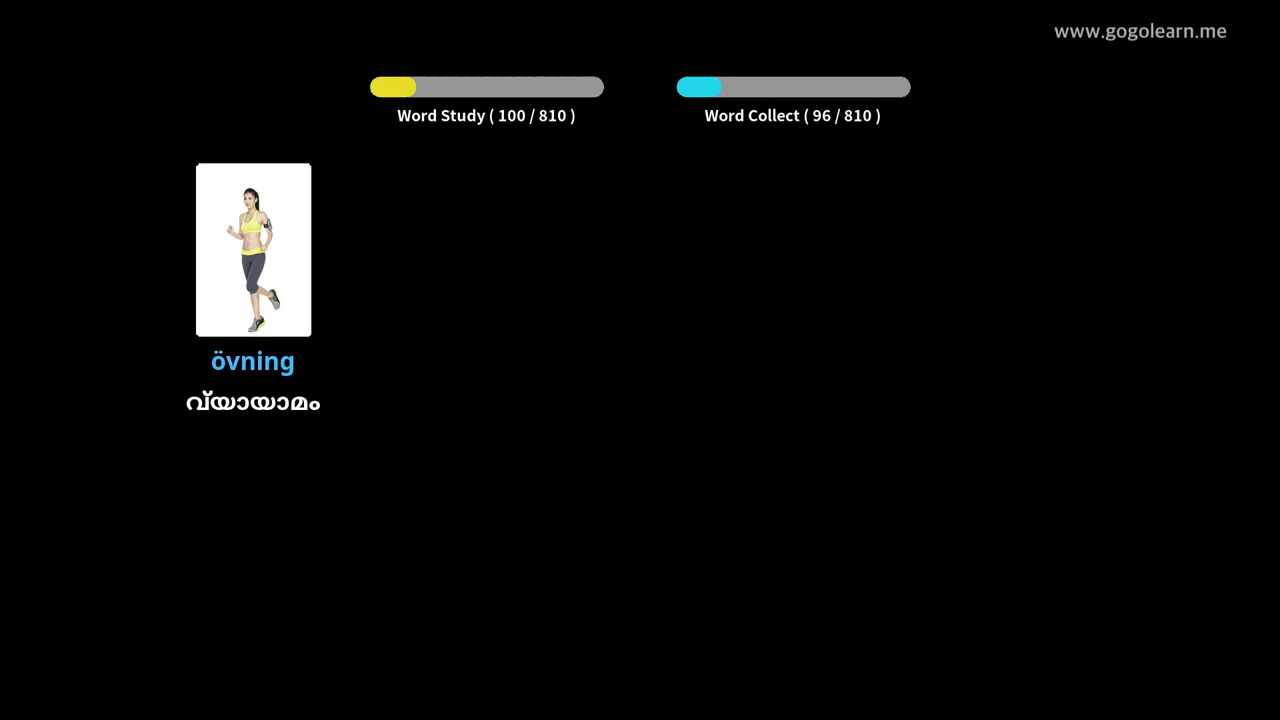 www.gogolearn.me
Word Study ( 100 / 810 )
Word Collect ( 96 / 810 )
övning
വ്യായാമം